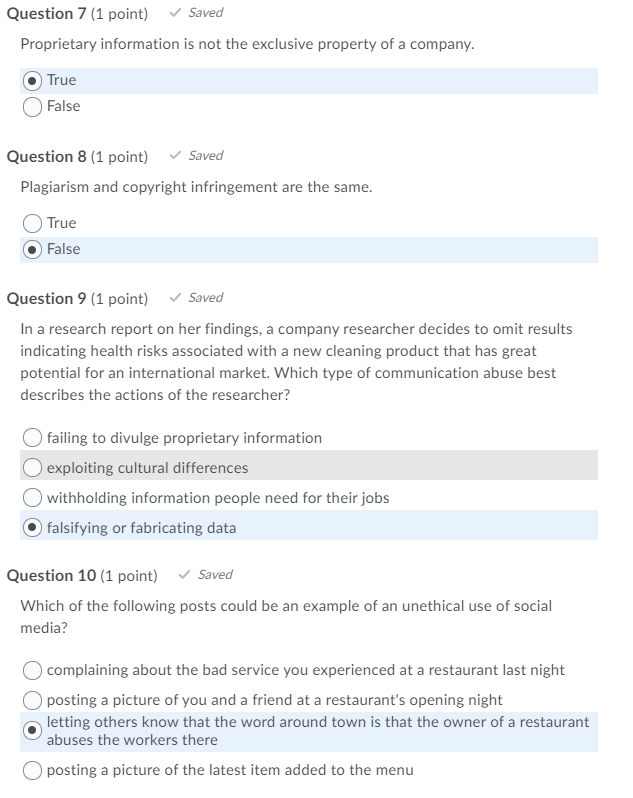 Question 7 (1 point) Saved
Proprietary information is not the exclusive property of a company.
True
False
Question 8 (1 point) Saved
Plagiarism and copyright infringement are the same.
True
False
Question 9 (1 point) Saved
In a research report on her findings, a company researcher decides to omit results
indicating health risks associated with a new cleaning product that has great
potential for an international market. Which type of communication abuse best
describes the actions of the researcher?
failing to divulge proprietary information
exploiting cultural differences
withholding information people need for their jobs
falsifying or fabricating data
Question 10 (1 point) Saved
Which of the following posts could be an example of an unethical use of social
media?
complaining about the bad service you experienced at a restaurant last night
posting a picture of you and a friend at a restaurant's opening night
letting others know that the word around town is that the owner of a restaurant
abuses the workers there
posting a picture of the latest item added to the menu